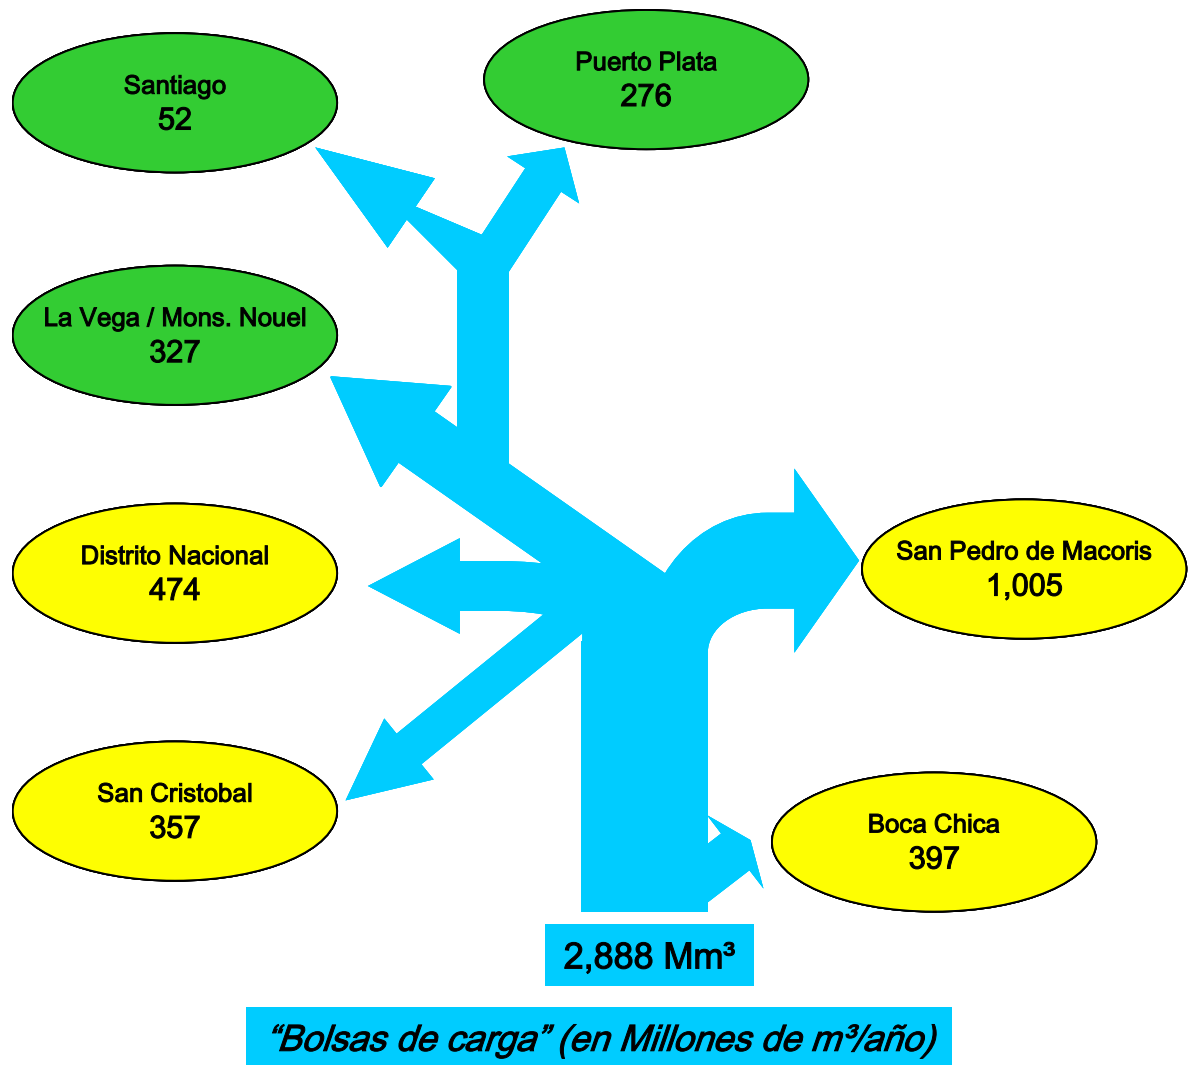 Santiago
52
Puerto Plata
276
La Vega / Mons. Nouel
327
Distrito Nacional
474
San Pedro de Macoris
1,005
San Cristobal
357
Boca Chica
397
2,888 Mm³
“Bolsas de carga” (en Millones de m³/año)